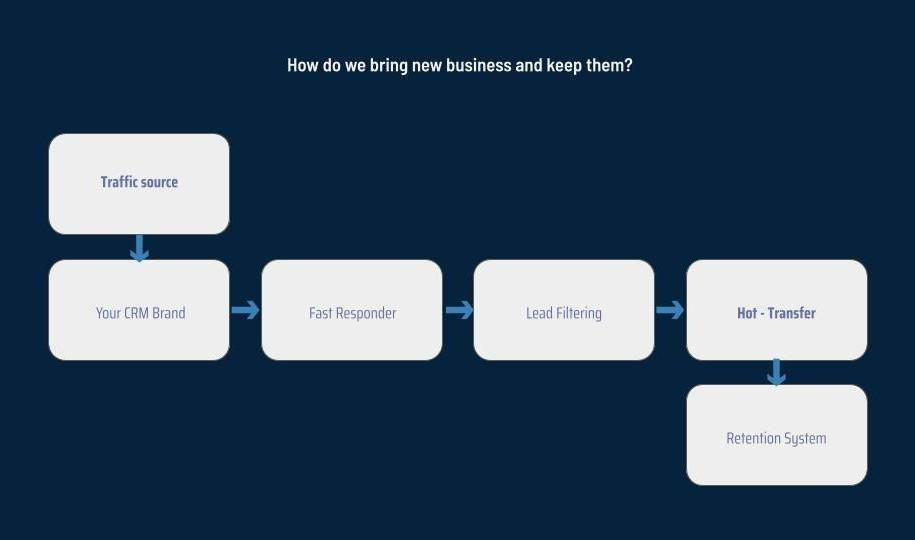 How do we bring new business and keep them?
Traffic source
Your CRM Brand
Fast Responder
Lead Filtering
Hot - Transfer
Retention System